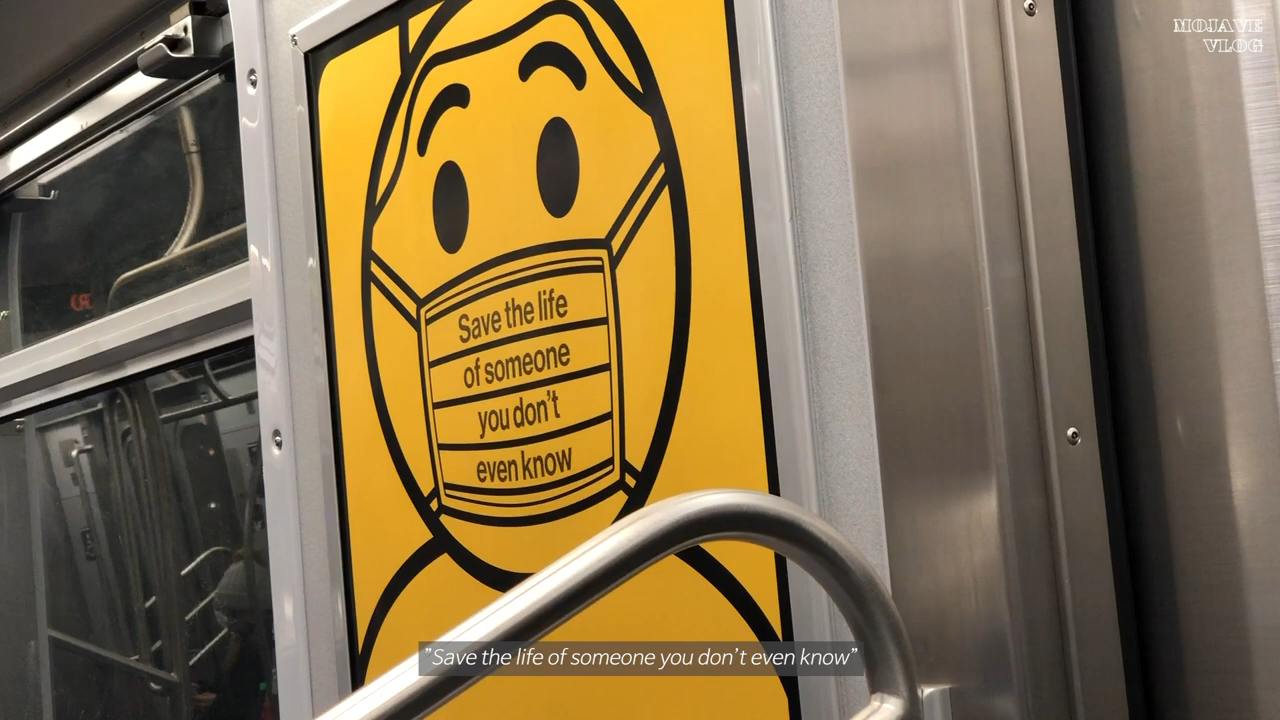 MOJAVE
VLOG
Save the life
of someone
you don't
even know
"Save the life of someone you don't even know"